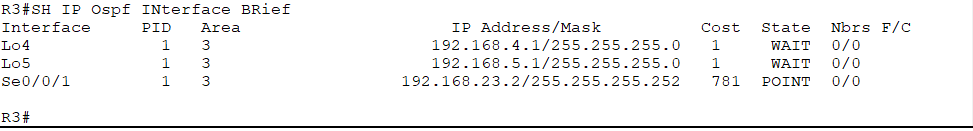 R3#SH IP Ospf INterface BRief
Interface    PID   Area                    IP Address/Mask          Cost  State  Nbrs F/C
Lo4            1   3                     192.168.4.1/255.255.255.0   1     WAIT  0/0
Lo5            1   3                     192.168.5.1/255.255.255.0   1     WAIT  0/0
Se0/0/1        1   3                  192.168.23.2/255.255.255.252   781  POINT  0/0
R3#